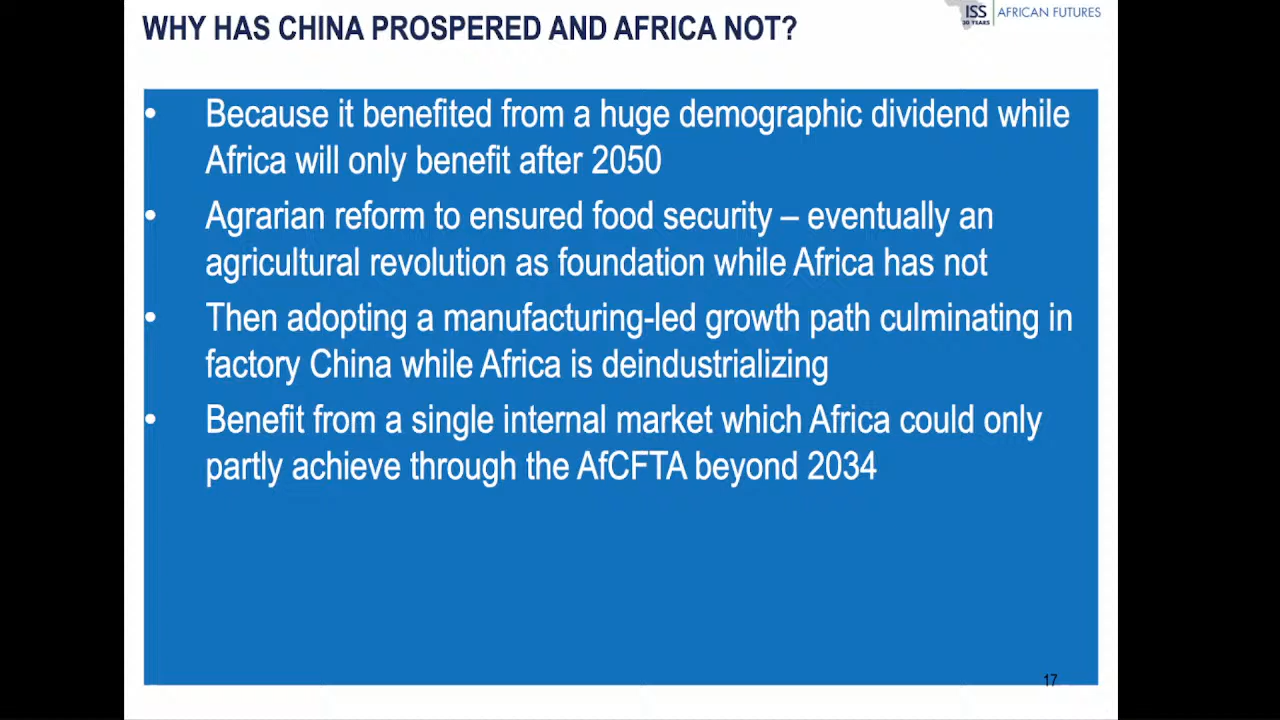 WHY HAS CHINA PROSPERED AND AFRICA NOT?
ISS
30 YEARS
AFRICAN FUTURES
• Because it benefited from a huge demographic dividend while
Africa will only benefit after 2050
• Agrarian reform to ensured food security – eventually an
agricultural revolution as foundation while Africa has not
• Then adopting a manufacturing-led growth path culminating in
factory China while Africa is deindustrializing
• Benefit from a single internal market which Africa could only
partly achieve through the AfCFTA beyond 2034
17